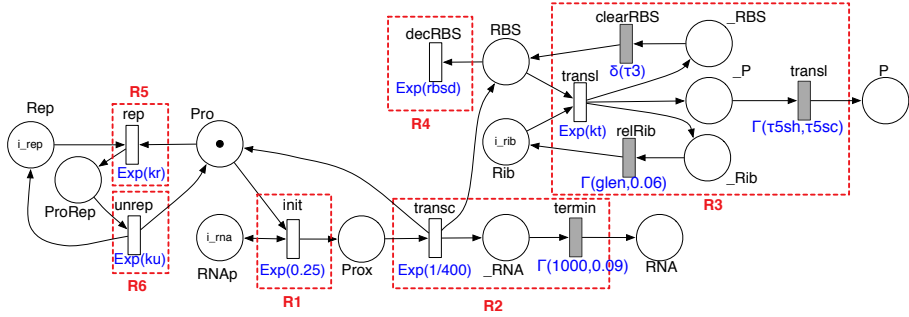 clearRBS
_RBS
RBS
decRBS
δ(τ3)
transl
_P
transl
P
R5
Exp(rbsd)
Rep
rep
Pro
R4
Exp(kt)
Γ(τ5sh,τ5sc)
i_rep
i_rib
relRib
Exp(kr)
Rib
_Rib
Γ(glen,0.06)
ProRep
unrep
R3
init
transc
termin
i_rna
Exp(ku)
RNAp
Exp(0.25)
Prox
Exp(1/400)
_RNA
Γ(1000,0.09)
RNA
R6
R1
R2